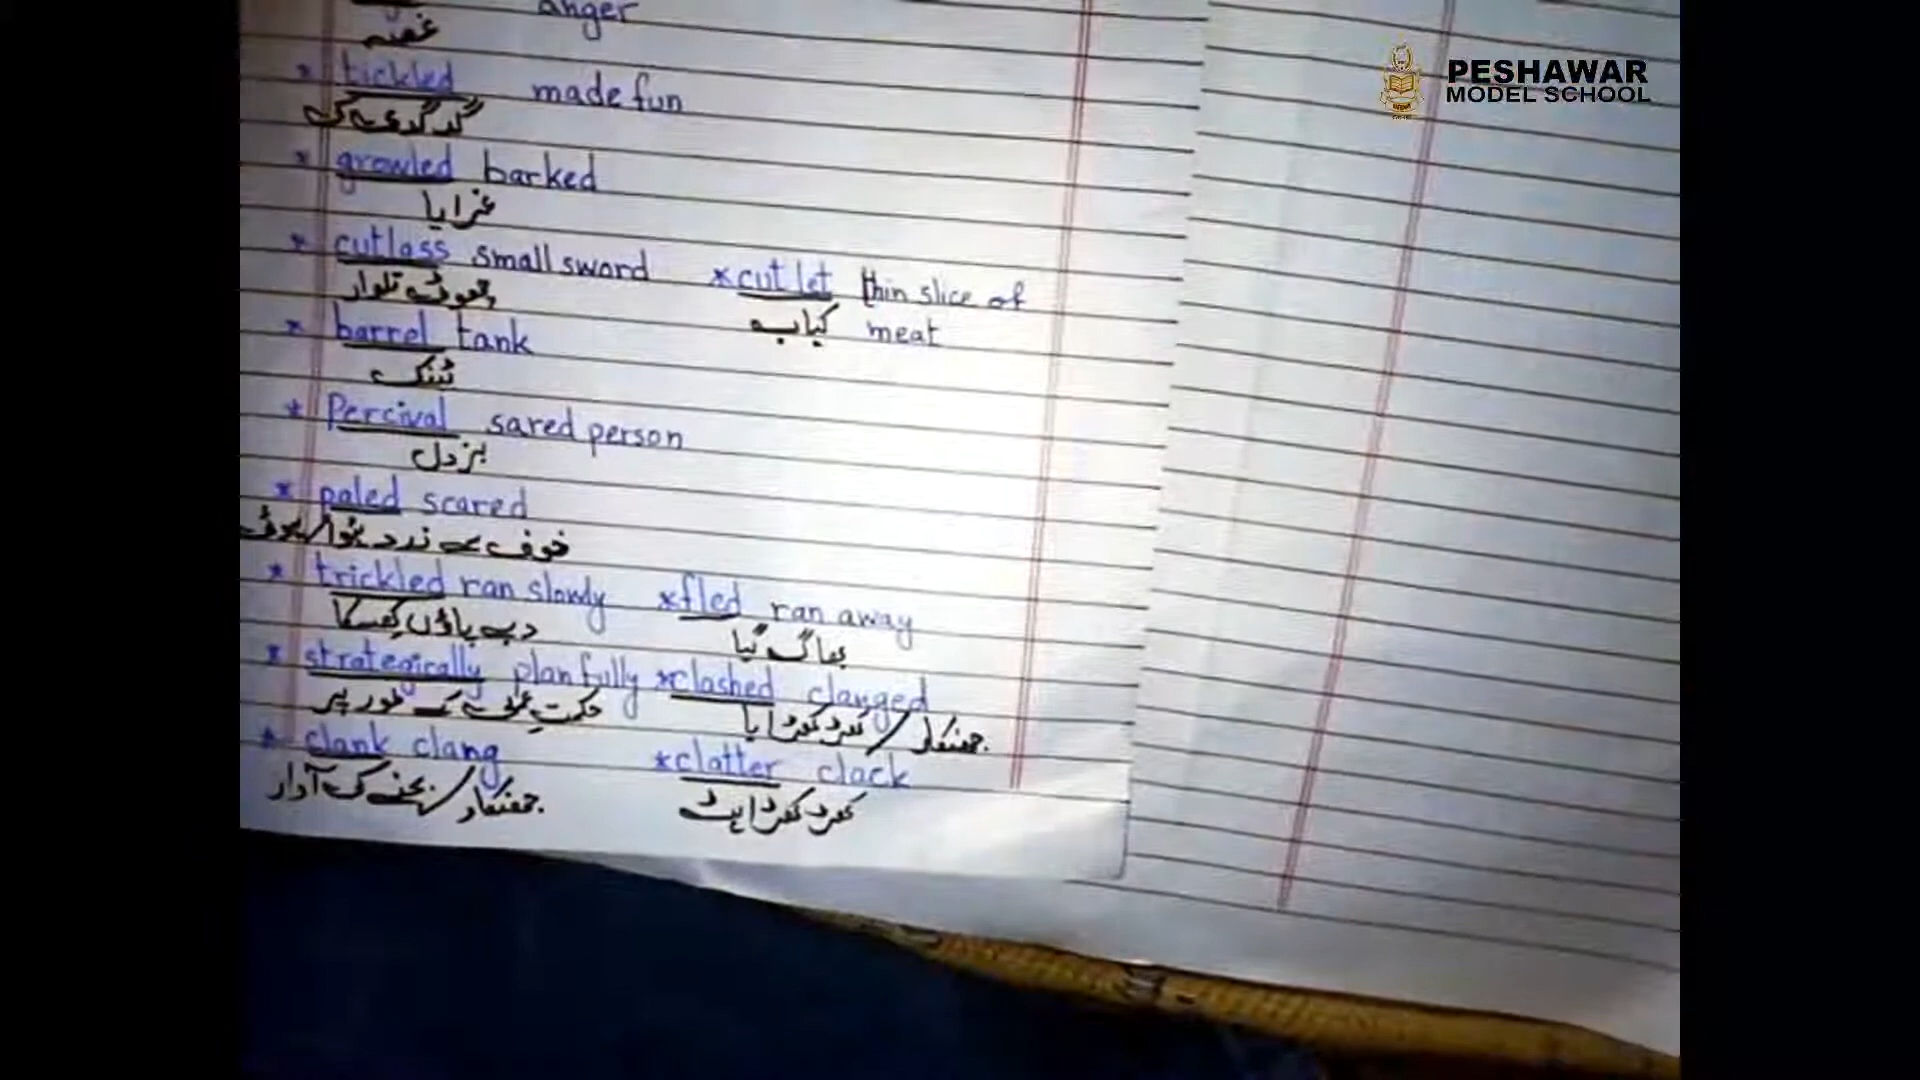 anger
غصہ
PESHAWAR
MODEL SCHOOL
* tickled made fun
گدگدی کی
* growled barked
غرایا
* cutlass small sword *cutlet thin slice of
چھوٹی تلوار کباب meat
* barrel tank
ٹینک
* Percival sared person
بزدل
* paled scared
خوف سے زرد ہوا/ہوئی
* trickled ran slowly *fled ran away
دبے پاؤں کھسکا بھاگ گیا
* strategically planfully *clashed clanged
حکمتِ عملی کے طور پر جھنکار/کھڑکھڑایا
* clank clang *clatter clack
جھنکار/بجنے کی آواز کھڑکھڑاہٹ